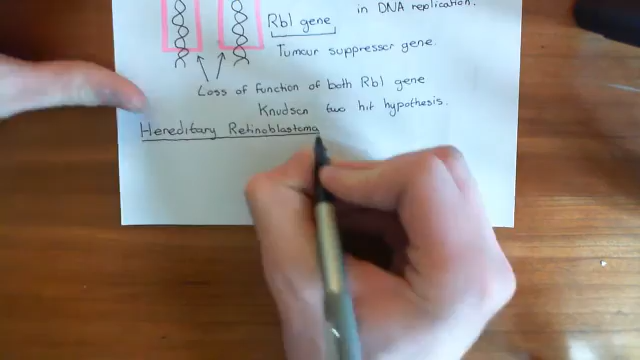 in DNA replication.
Rb1 gene
Tumour suppressor gene.
Loss of function of both Rb1 gene
Knudson two hit hypothesis.
Hereditary Retinoblastoma